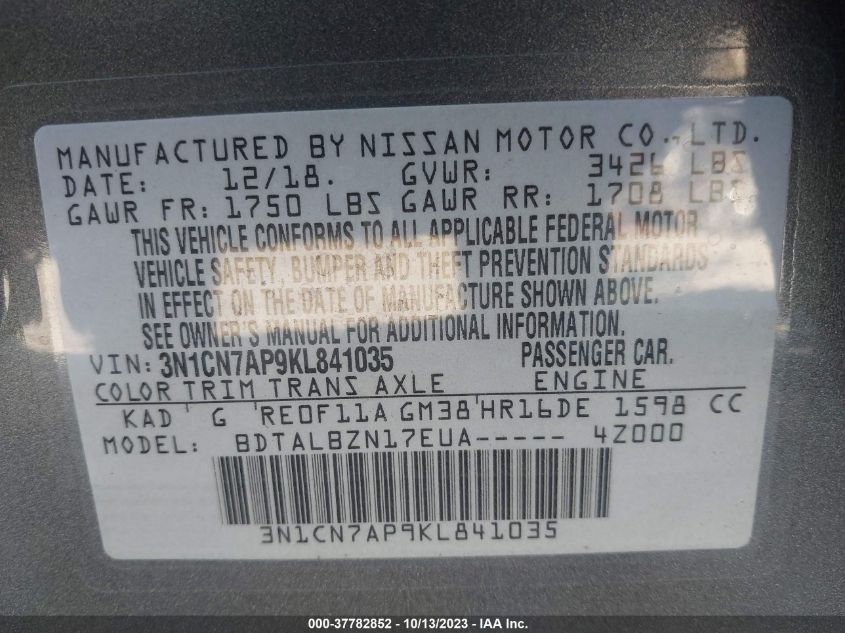 MANUFACTURED BY NISSAN MOTOR CO., LTD.
DATE: 12/18. GVWR: 3426 LBS
GAWR FR: 1750 LBS GAWR RR: 1708 LBS
THIS VEHICLE CONFORMS TO ALL APPLICABLE FEDERAL MOTOR
VEHICLE SAFETY, BUMPER AND THEFT PREVENTION STANDARDS
IN EFFECT ON THE DATE OF MANUFACTURE SHOWN ABOVE.
SEE OWNER'S MANUAL FOR ADDITIONAL INFORMATION.
VIN: 3N1CN7AP9KL841035 PASSENGER CAR.
COLOR TRIM TRANS AXLE ENGINE
KAD G RE0F11A GM38 HR16DE 1598 CC
MODEL: BDTALBZN17EUA----- 4Z000
3N1CN7AP9KL841035
000-37782852 - 10/13/2023 - IAA Inc.